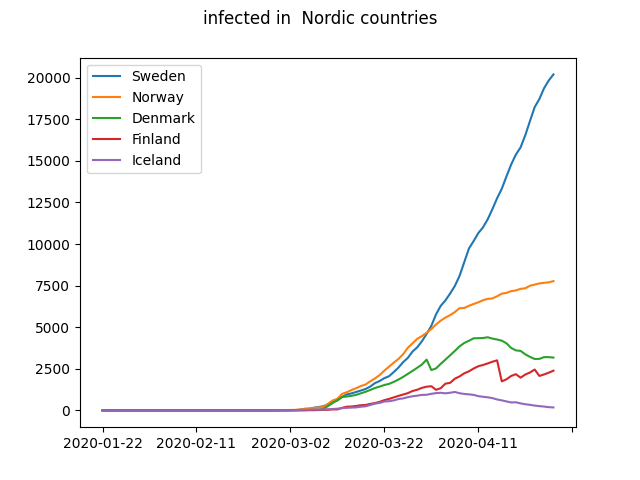 infected in  Nordic countries
20000
17500
15000
12500
10000
7500
5000
2500
0
Sweden
Norway
Denmark
Finland
Iceland
2020-01-22 2020-02-11 2020-03-02 2020-03-22 2020-04-11